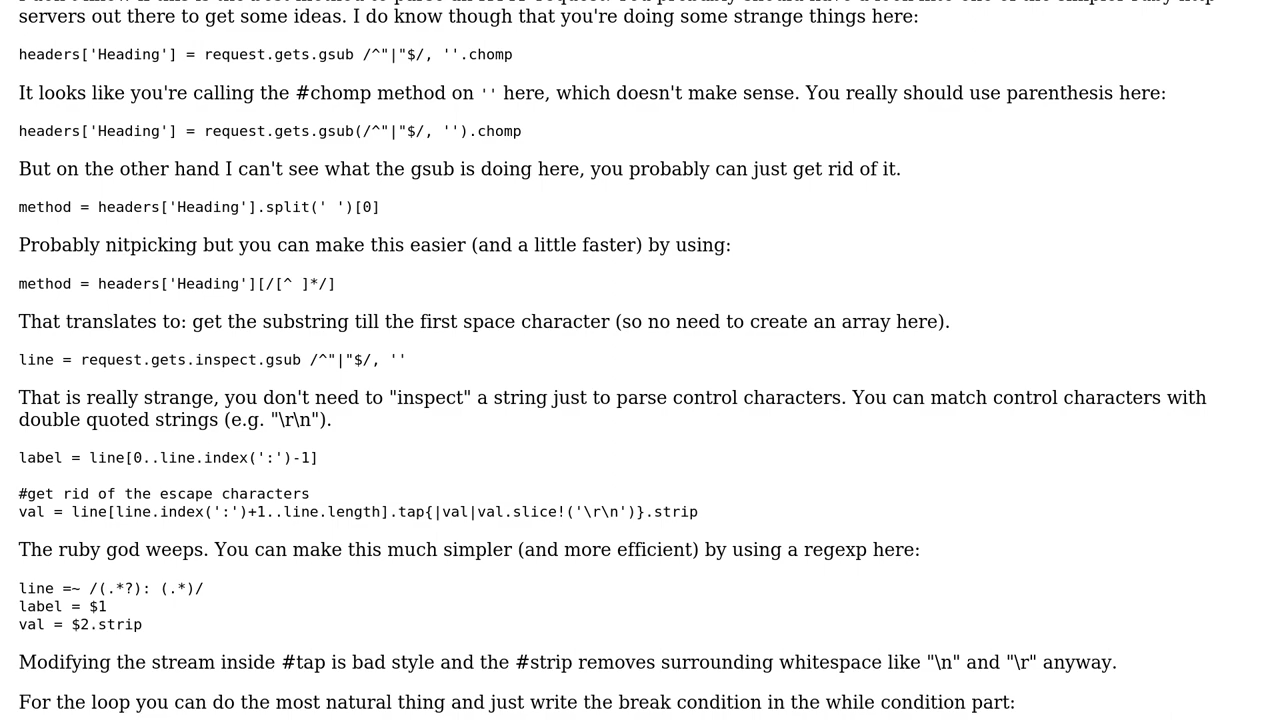 servers out there to get some ideas. I do know though that you're doing some strange things here:
headers['Heading'] = request.gets.gsub /^"|"$/, ''.chomp
It looks like you're calling the #chomp method on '' here, which doesn't make sense. You really should use parenthesis here:
headers['Heading'] = request.gets.gsub(/^"|"$/, '').chomp
But on the other hand I can't see what the gsub is doing here, you probably can just get rid of it.
method = headers['Heading'].split(' ')[0]
Probably nitpicking but you can make this easier (and a little faster) by using:
method = headers['Heading'][/[^ ]*/]
That translates to: get the substring till the first space character (so no need to create an array here).
line = request.gets.inspect.gsub /^"|"$/, ''
That is really strange, you don't need to "inspect" a string just to parse control characters. You can match control characters with
double quoted strings (e.g. "\r\n").
label = line[0..line.index(':')-1]
#get rid of the escape characters
val = line[line.index(':')+1..line.length].tap{|val|val.slice!('\r\n')}.strip
The ruby god weeps. You can make this much simpler (and more efficient) by using a regexp here:
line =~ /(.*?): (.*)/
label = $1
val = $2.strip
Modifying the stream inside #tap is bad style and the #strip removes surrounding whitespace like "\n" and "\r" anyway.
For the loop you can do the most natural thing and just write the break condition in the while condition part: